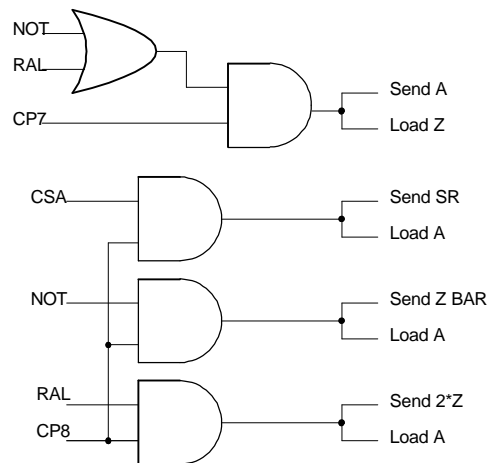 NOT
RAL
Send A
CP7
Load Z
CSA
Send SR
Load A
NOT
Send Z BAR
Load A
RAL
Send 2*Z
CP8
Load A